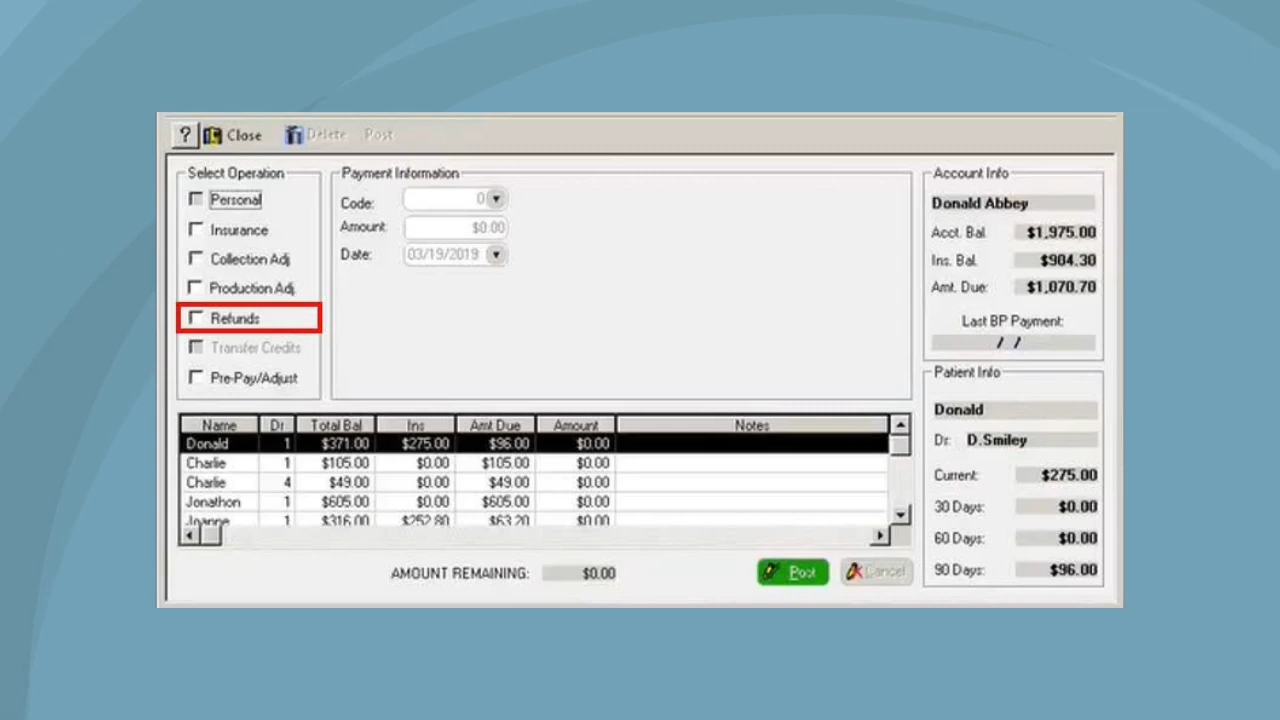 ? Close Delete Post
Select Operation
Personal
Insurance
Collection Adj
Production Adj.
Refunds
Transfer Credits
Pre-Pay/Adjust
Payment Information
Code: 0
Amount: $0.00
Date: 03/19/2019
Account Info
Donald Abbey
Acct. Bal. $1,975.00
Ins. Bal. $904.30
Amt. Due: $1,070.70
Last BP Payment:
/ /
Patient Info
Donald
Dr: D.Smiley
Current: $275.00
30 Days: $0.00
60 Days: $0.00
90 Days: $96.00
Name Dr Total Bal Ins Amt Due Amount Notes
Donald 1 $371.00 $275.00 $96.00 $0.00
Charlie 1 $105.00 $0.00 $105.00 $0.00
Charlie 4 $49.00 $0.00 $49.00 $0.00
Jonathon 1 $605.00 $0.00 $605.00 $0.00
Joanne 1 $316.00 $252.80 $63.20 $0.00
AMOUNT REMAINING: $0.00
Post Cancel